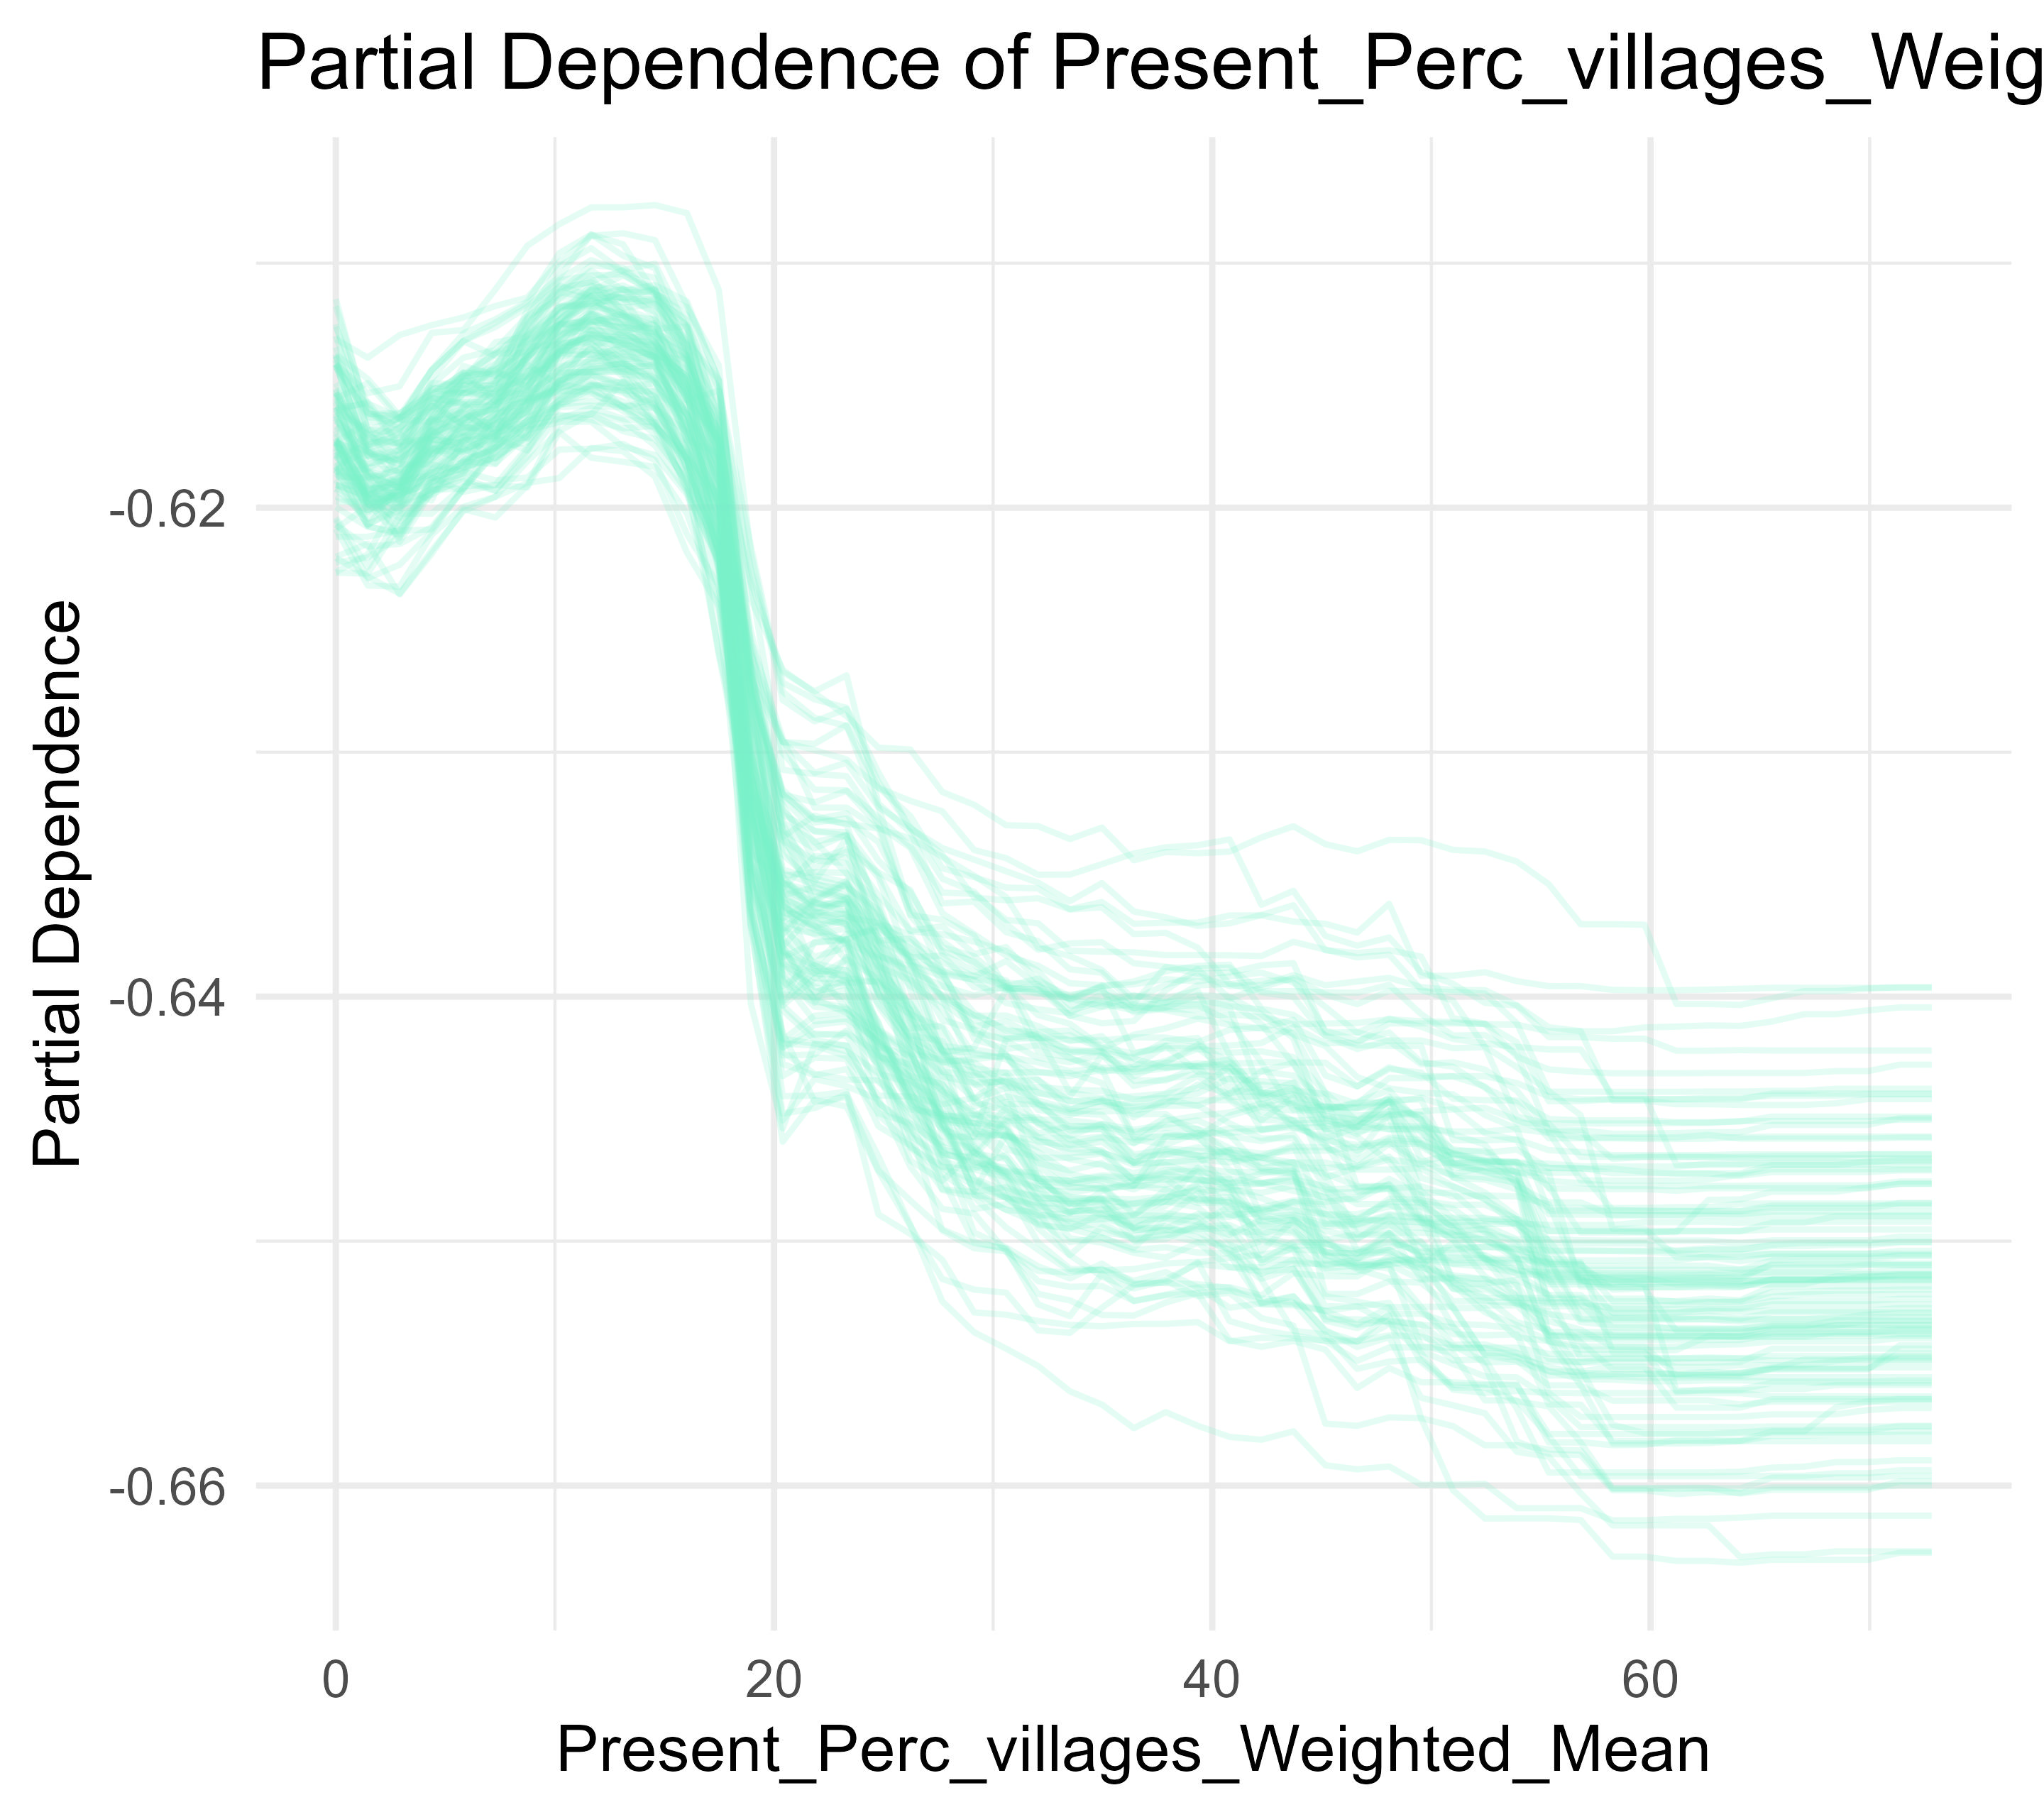 Partial Dependence of Present_Perc_villages_Weig
Partial Dependence
-0.62
-0.64
-0.66
0 20 40 60
Present_Perc_villages_Weighted_Mean